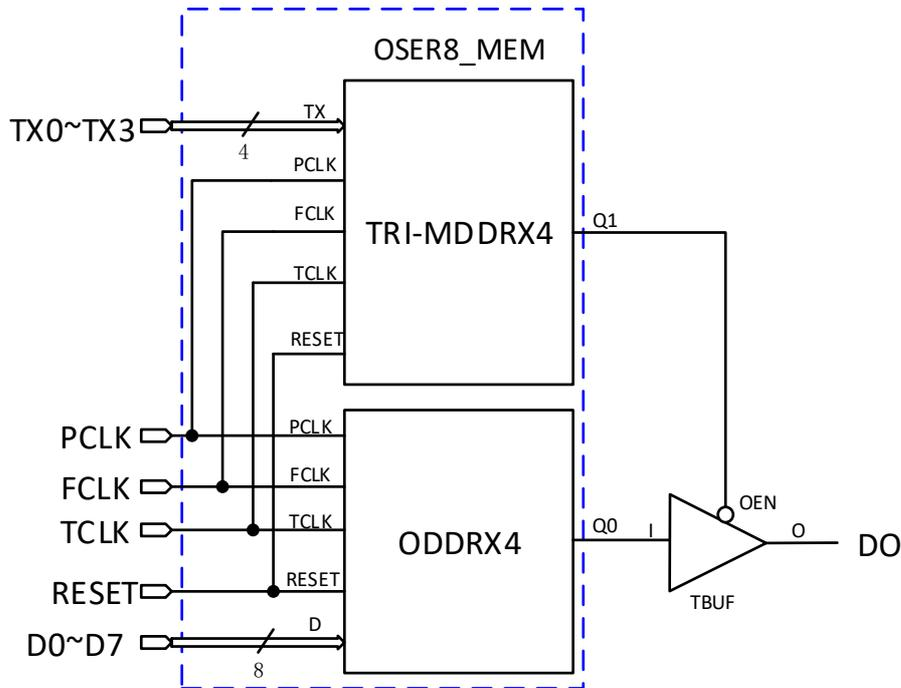 OSER8_MEM
TX0~TX3
4
TX
PCLK
FCLK
TCLK
RESET
TRI-MDDRX4
Q1
PCLK
FCLK
TCLK
RESET
D0~D7
8
PCLK
FCLK
TCLK
RESET
D
ODDRX4
Q0
I
OEN
O
TBUF
DO